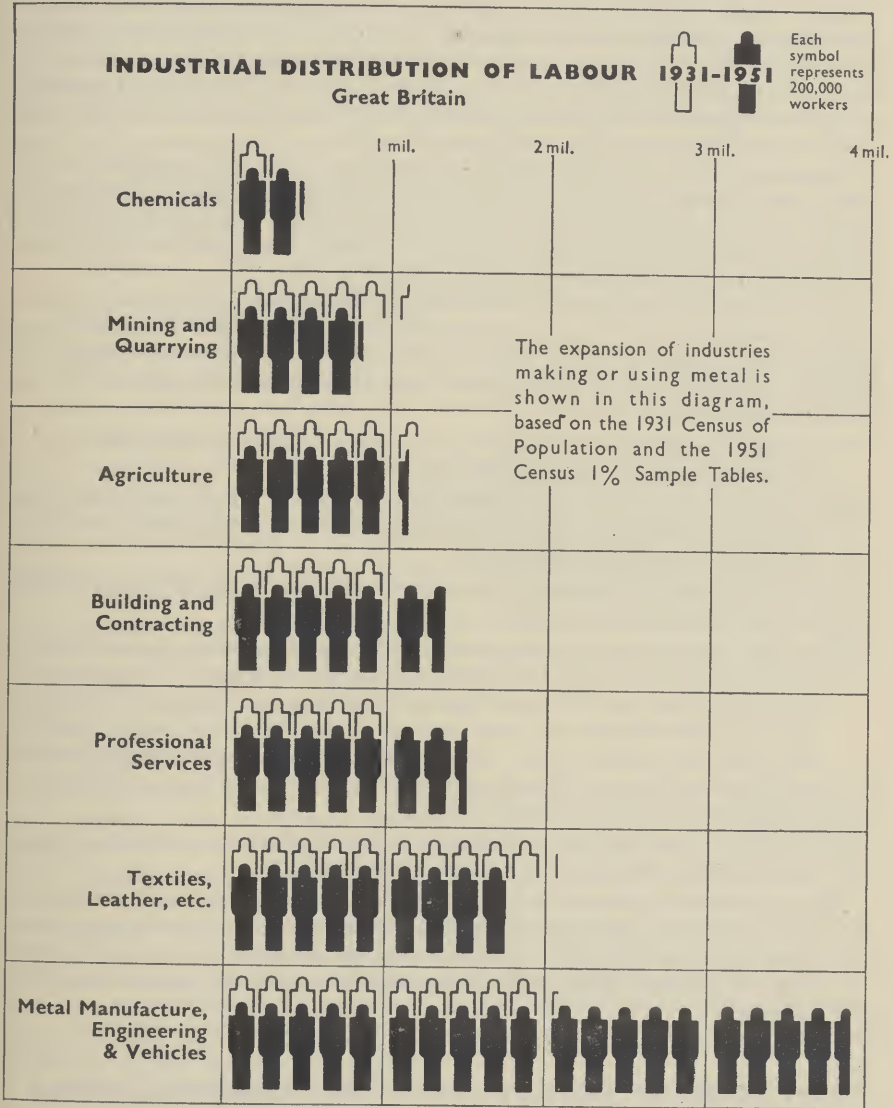 INDUSTRIAL DISTRIBUTION OF LABOUR
Great Britain
1931-1951
Each
symbol
represents
200,000
workers
1 mil.
2 mil.
3 mil.
4 mil.
Chemicals
Mining and
Quarrying
The expansion of industries
making or using metal is
shown in this diagram,
based on the 1931 Census of
Population and the 1951
Census 1% Sample Tables.
Agriculture
Building and
Contracting
Professional
Services
Textiles,
Leather, etc.
Metal Manufacture,
Engineering
& Vehicles